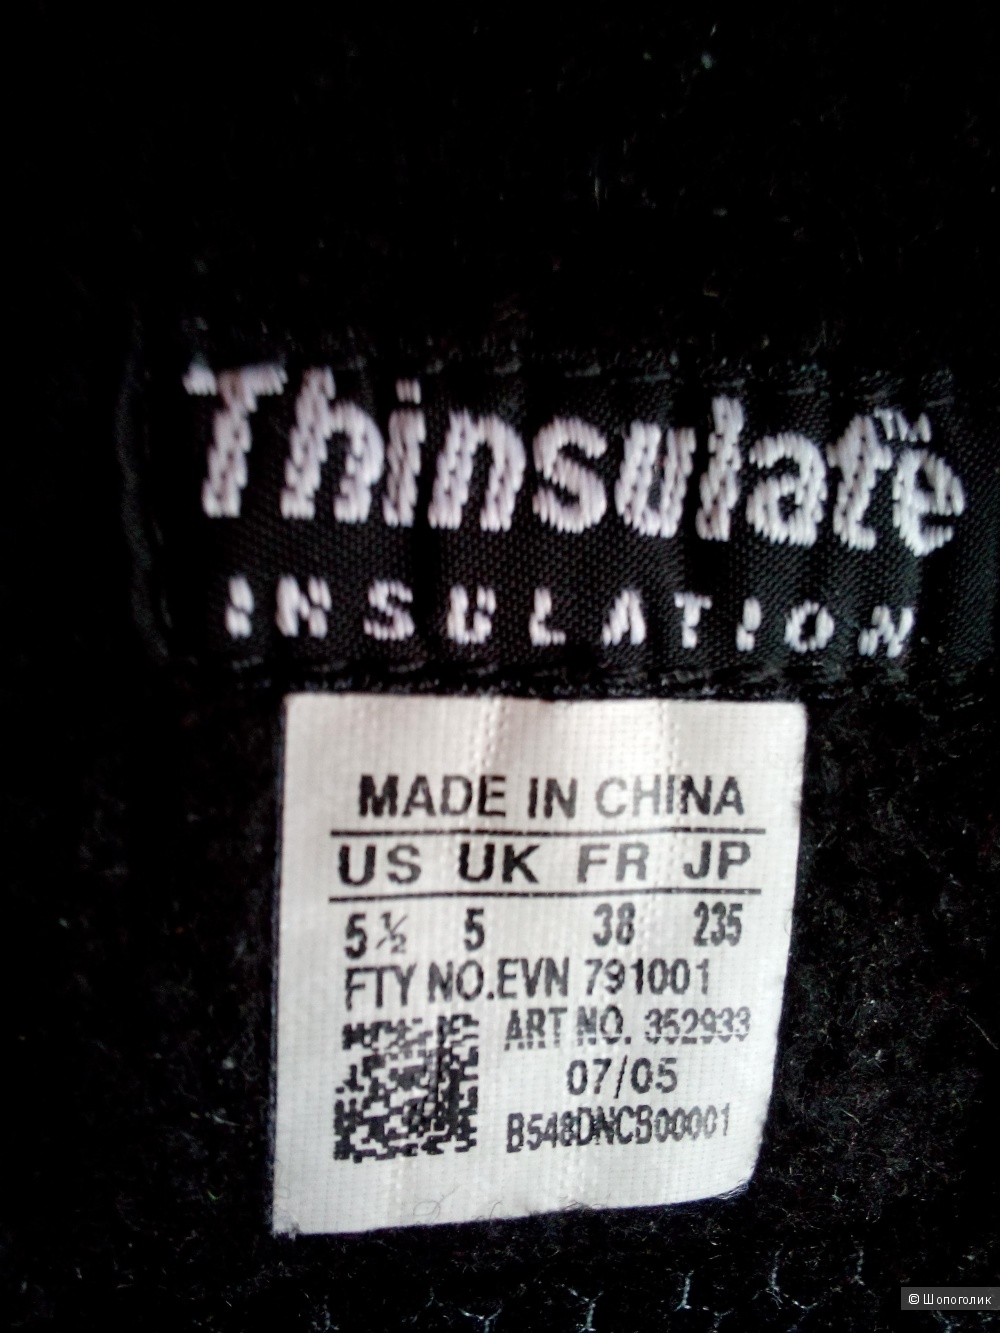 Thinsulate™
INSULATION
MADE IN CHINA
US UK FR JP
5½ 5 38 235
FTY NO.EVN 791001
ART NO. 352933
07/05
B548DNCB00001
© Шопоголик